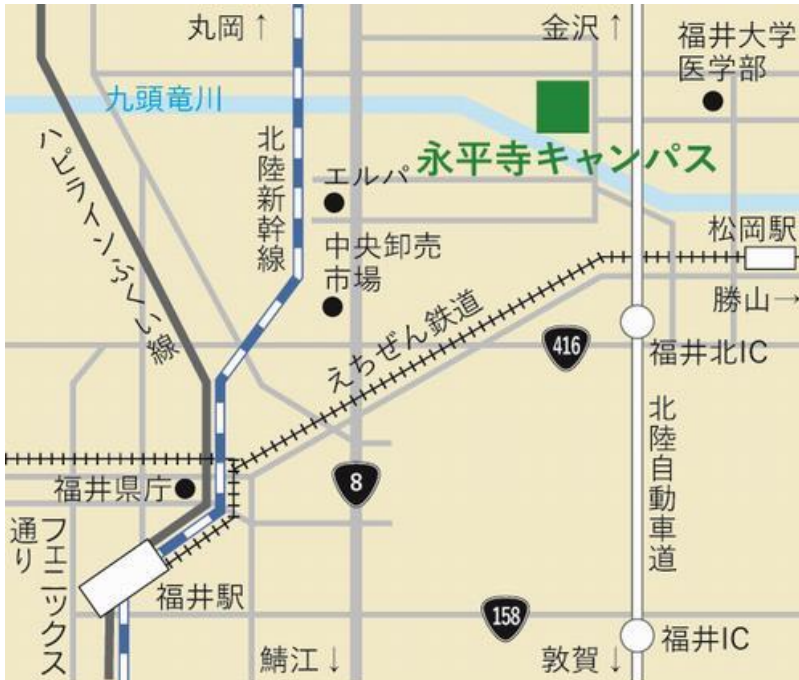 丸岡↑
金沢↑
福井大学
医学部
九頭竜川
ハピラインふくい線
北陸新幹線
永平寺キャンパス
エルパ
中央卸売
市場
松岡駅
勝山→
えちぜん鉄道
416
福井北IC
北陸自動車道
8
福井県庁
フェニックス
通り
福井駅
158
福井IC
鯖江↓
敦賀↓